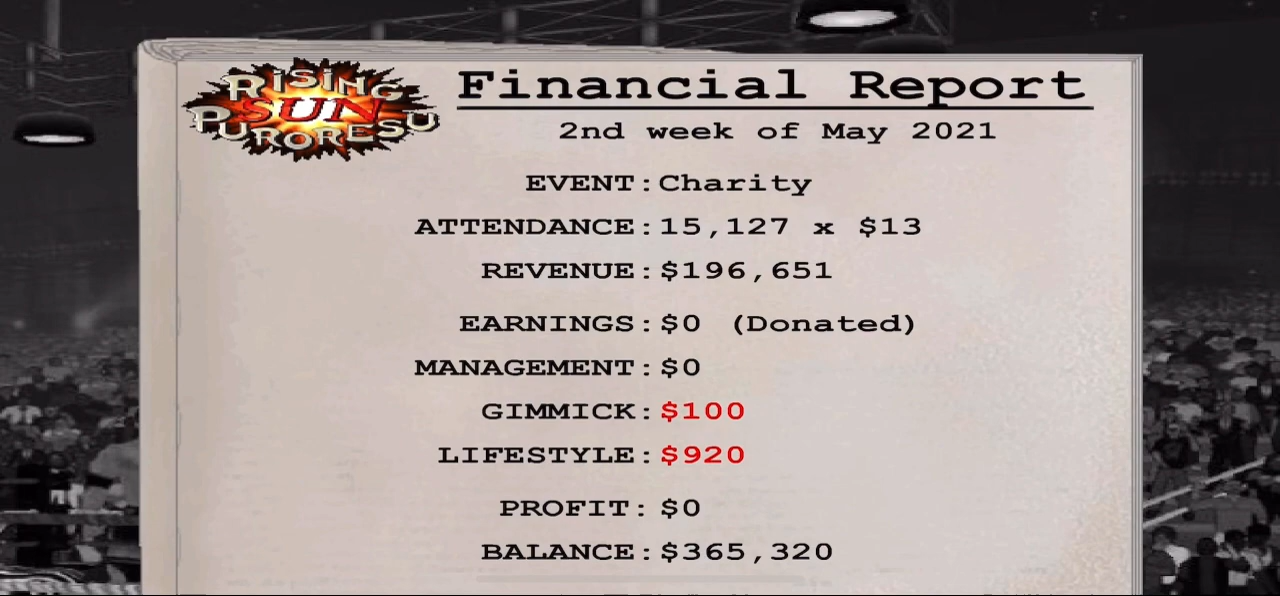 RISING
SUN
PURORESU
Financial Report
2nd week of May 2021
EVENT:Charity
ATTENDANCE:15,127 x $13
REVENUE:$196,651
EARNINGS:$0 (Donated)
MANAGEMENT:$0
GIMMICK:$100
LIFESTYLE:$920
PROFIT:$0
BALANCE:$365,320